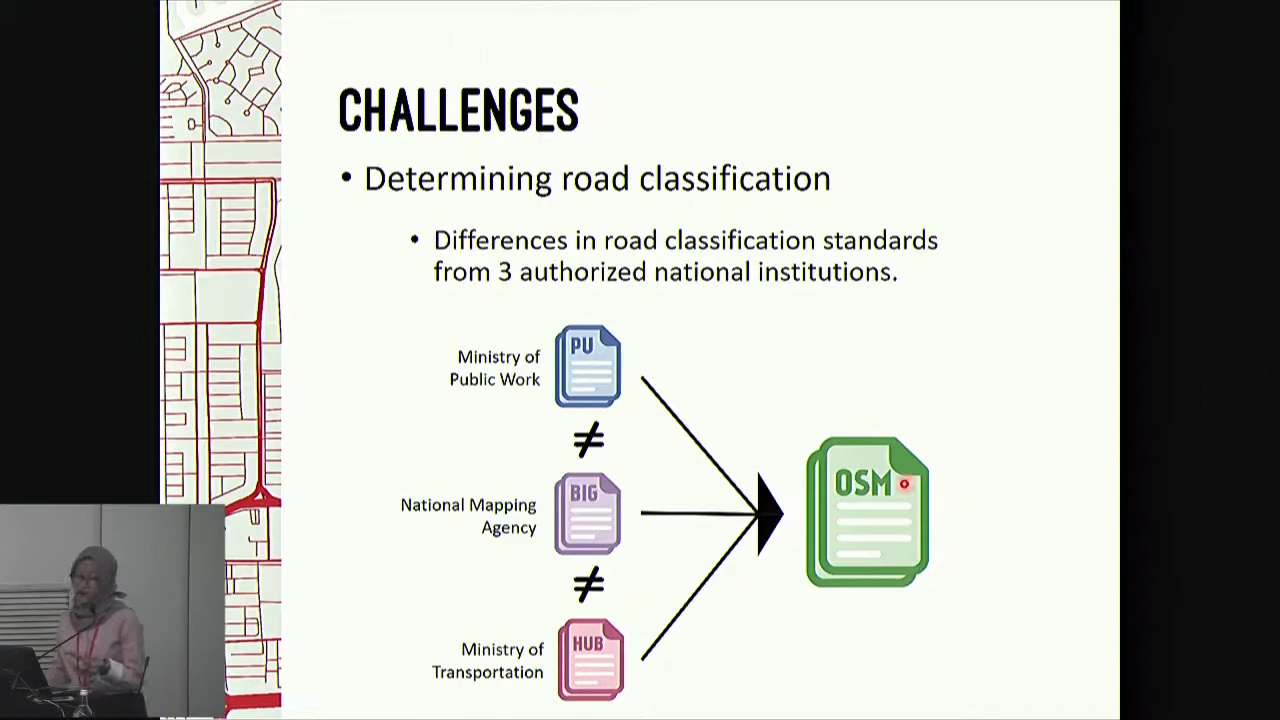 CHALLENGES
• Determining road classification
• Differences in road classification standards
from 3 authorized national institutions.
Ministry of
Public Work
PU
≠
National Mapping
Agency
BIG
OSM
≠
Ministry of
Transportation
HUB